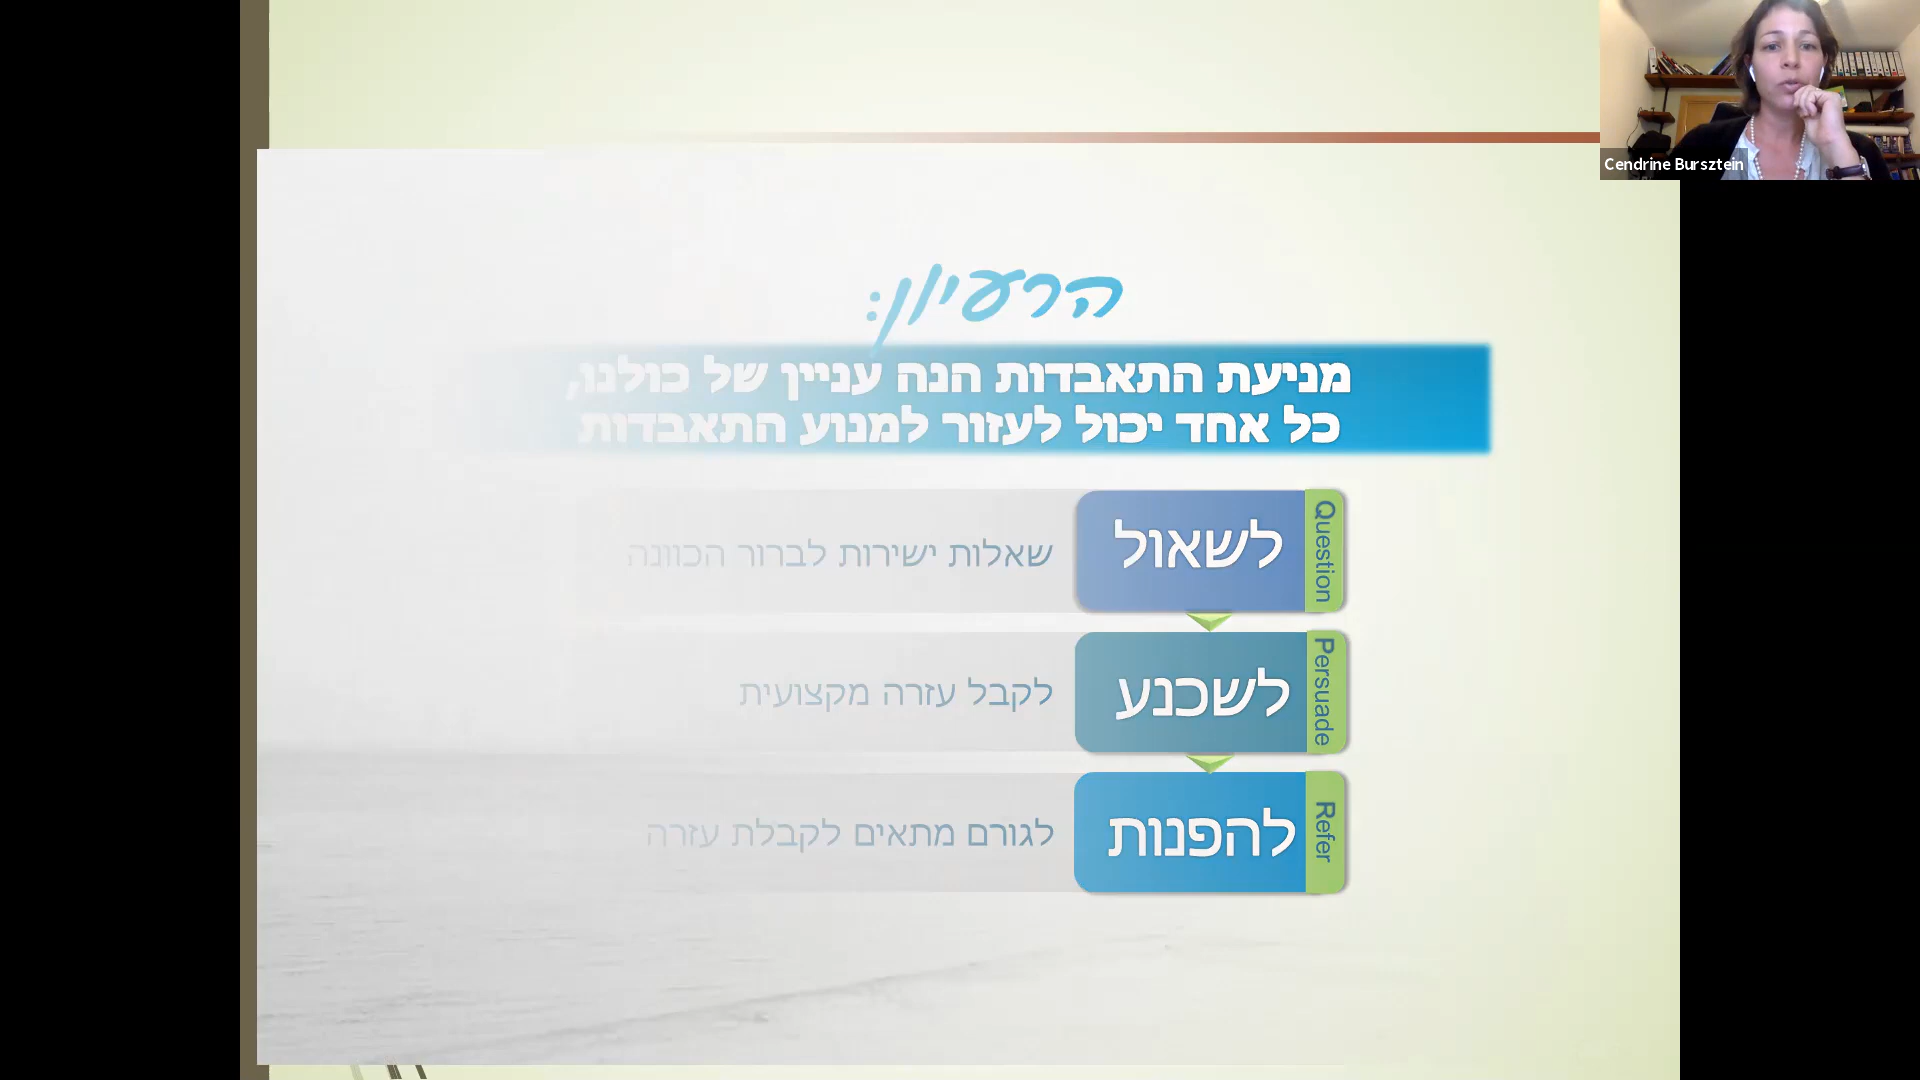 Cendrine Bursztein
הרעיון:
מניעת התאבדות הנה עניין של כולנו,
כל אחד יכול לעזור למנוע התאבדות
Question
לשאול
שאלות ישירות לברור הכוונה
Persuade
לשכנע
לקבל עזרה מקצועית
Refer
להפנות
לגורם מתאים לקבלת עזרה